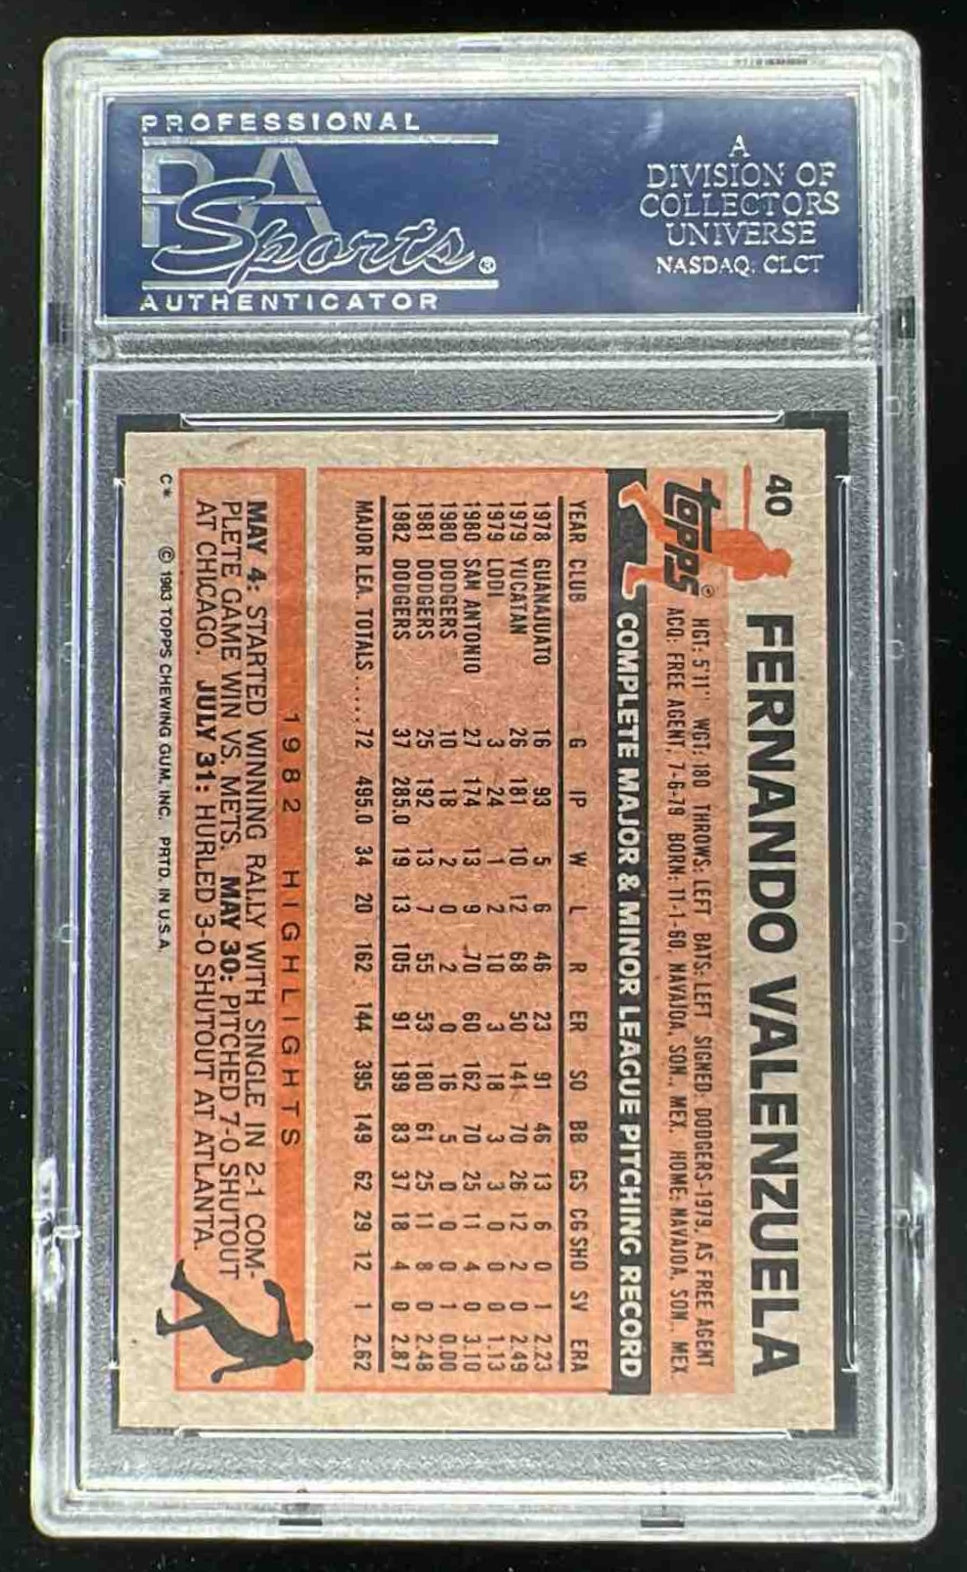 PROFESSIONAL
PSA
Sports®
AUTHENTICATOR
A
DIVISION OF
COLLECTORS
UNIVERSE
NASDAQ: CLCT
40
FERNANDO VALENZUELA
TOPPS®
HGT: 5'11" WGT: 180 THROWS: LEFT BATS: LEFT SIGNED: DODGERS-1979, AS FREE AGENT
ACQ: FREE AGENT, 7-6-79 BORN: 11-1-60, NAVAJOA, SON., MEX. HOME: NAVAJOA, SON., MEX.
COMPLETE MAJOR & MINOR LEAGUE PITCHING RECORD
YEAR CLUB G IP W L R ER SO BB GS CG SHO SV ERA
1978 GUANAJUATO 16 93 5 6 46 23 91 46 13 6 0 1 2.23
1979 YUCATAN 26 181 10 12 68 50 141 70 26 12 2 0 2.49
1979 LODI 3 24 1 2 10 3 18 3 3 0 0 0 1.13
1980 SAN ANTONIO 27 174 13 9 70 60 162 70 25 11 4 0 3.10
1980 DODGERS 10 18 2 0 2 0 16 5 0 0 0 1 0.00
1981 DODGERS 25 192 13 7 55 53 180 61 25 11 8 0 2.48
1982 DODGERS 37 285.0 19 13 105 91 199 83 37 18 4 0 2.87
MAJOR LEA. TOTALS..... 72 495.0 34 20 162 144 395 149 62 29 12 1 2.62
1982 HIGHLIGHTS
MAY 4: STARTED WINNING RALLY WITH SINGLE IN 2-1 COM-
PLETE GAME WIN VS. METS. MAY 30: PITCHED 7-0 SHUTOUT
AT CHICAGO. JULY 31: HURLED 3-0 SHUTOUT AT ATLANTA.
C* © 1983 TOPPS CHEWING GUM, INC. PRTD. IN U.S.A.